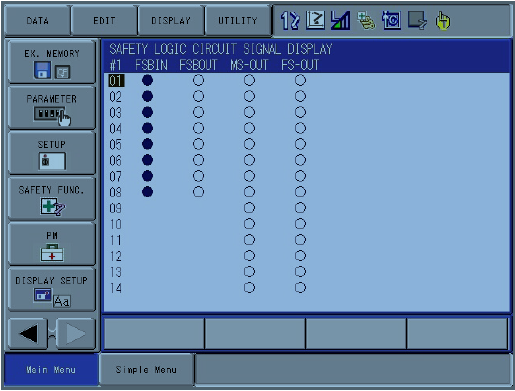 DATA EDIT DISPLAY UTILITY
EX. MEMORY
PARAMETER
SETUP
SAFETY FUNC.
PM
DISPLAY SETUP
Aa
SAFETY LOGIC CIRCUIT SIGNAL DISPLAY
#1 FSBIN FSBOUT MS-OUT FS-OUT
01
02
03
04
05
06
07
08
09
10
11
12
13
14
Main Menu Simple Menu